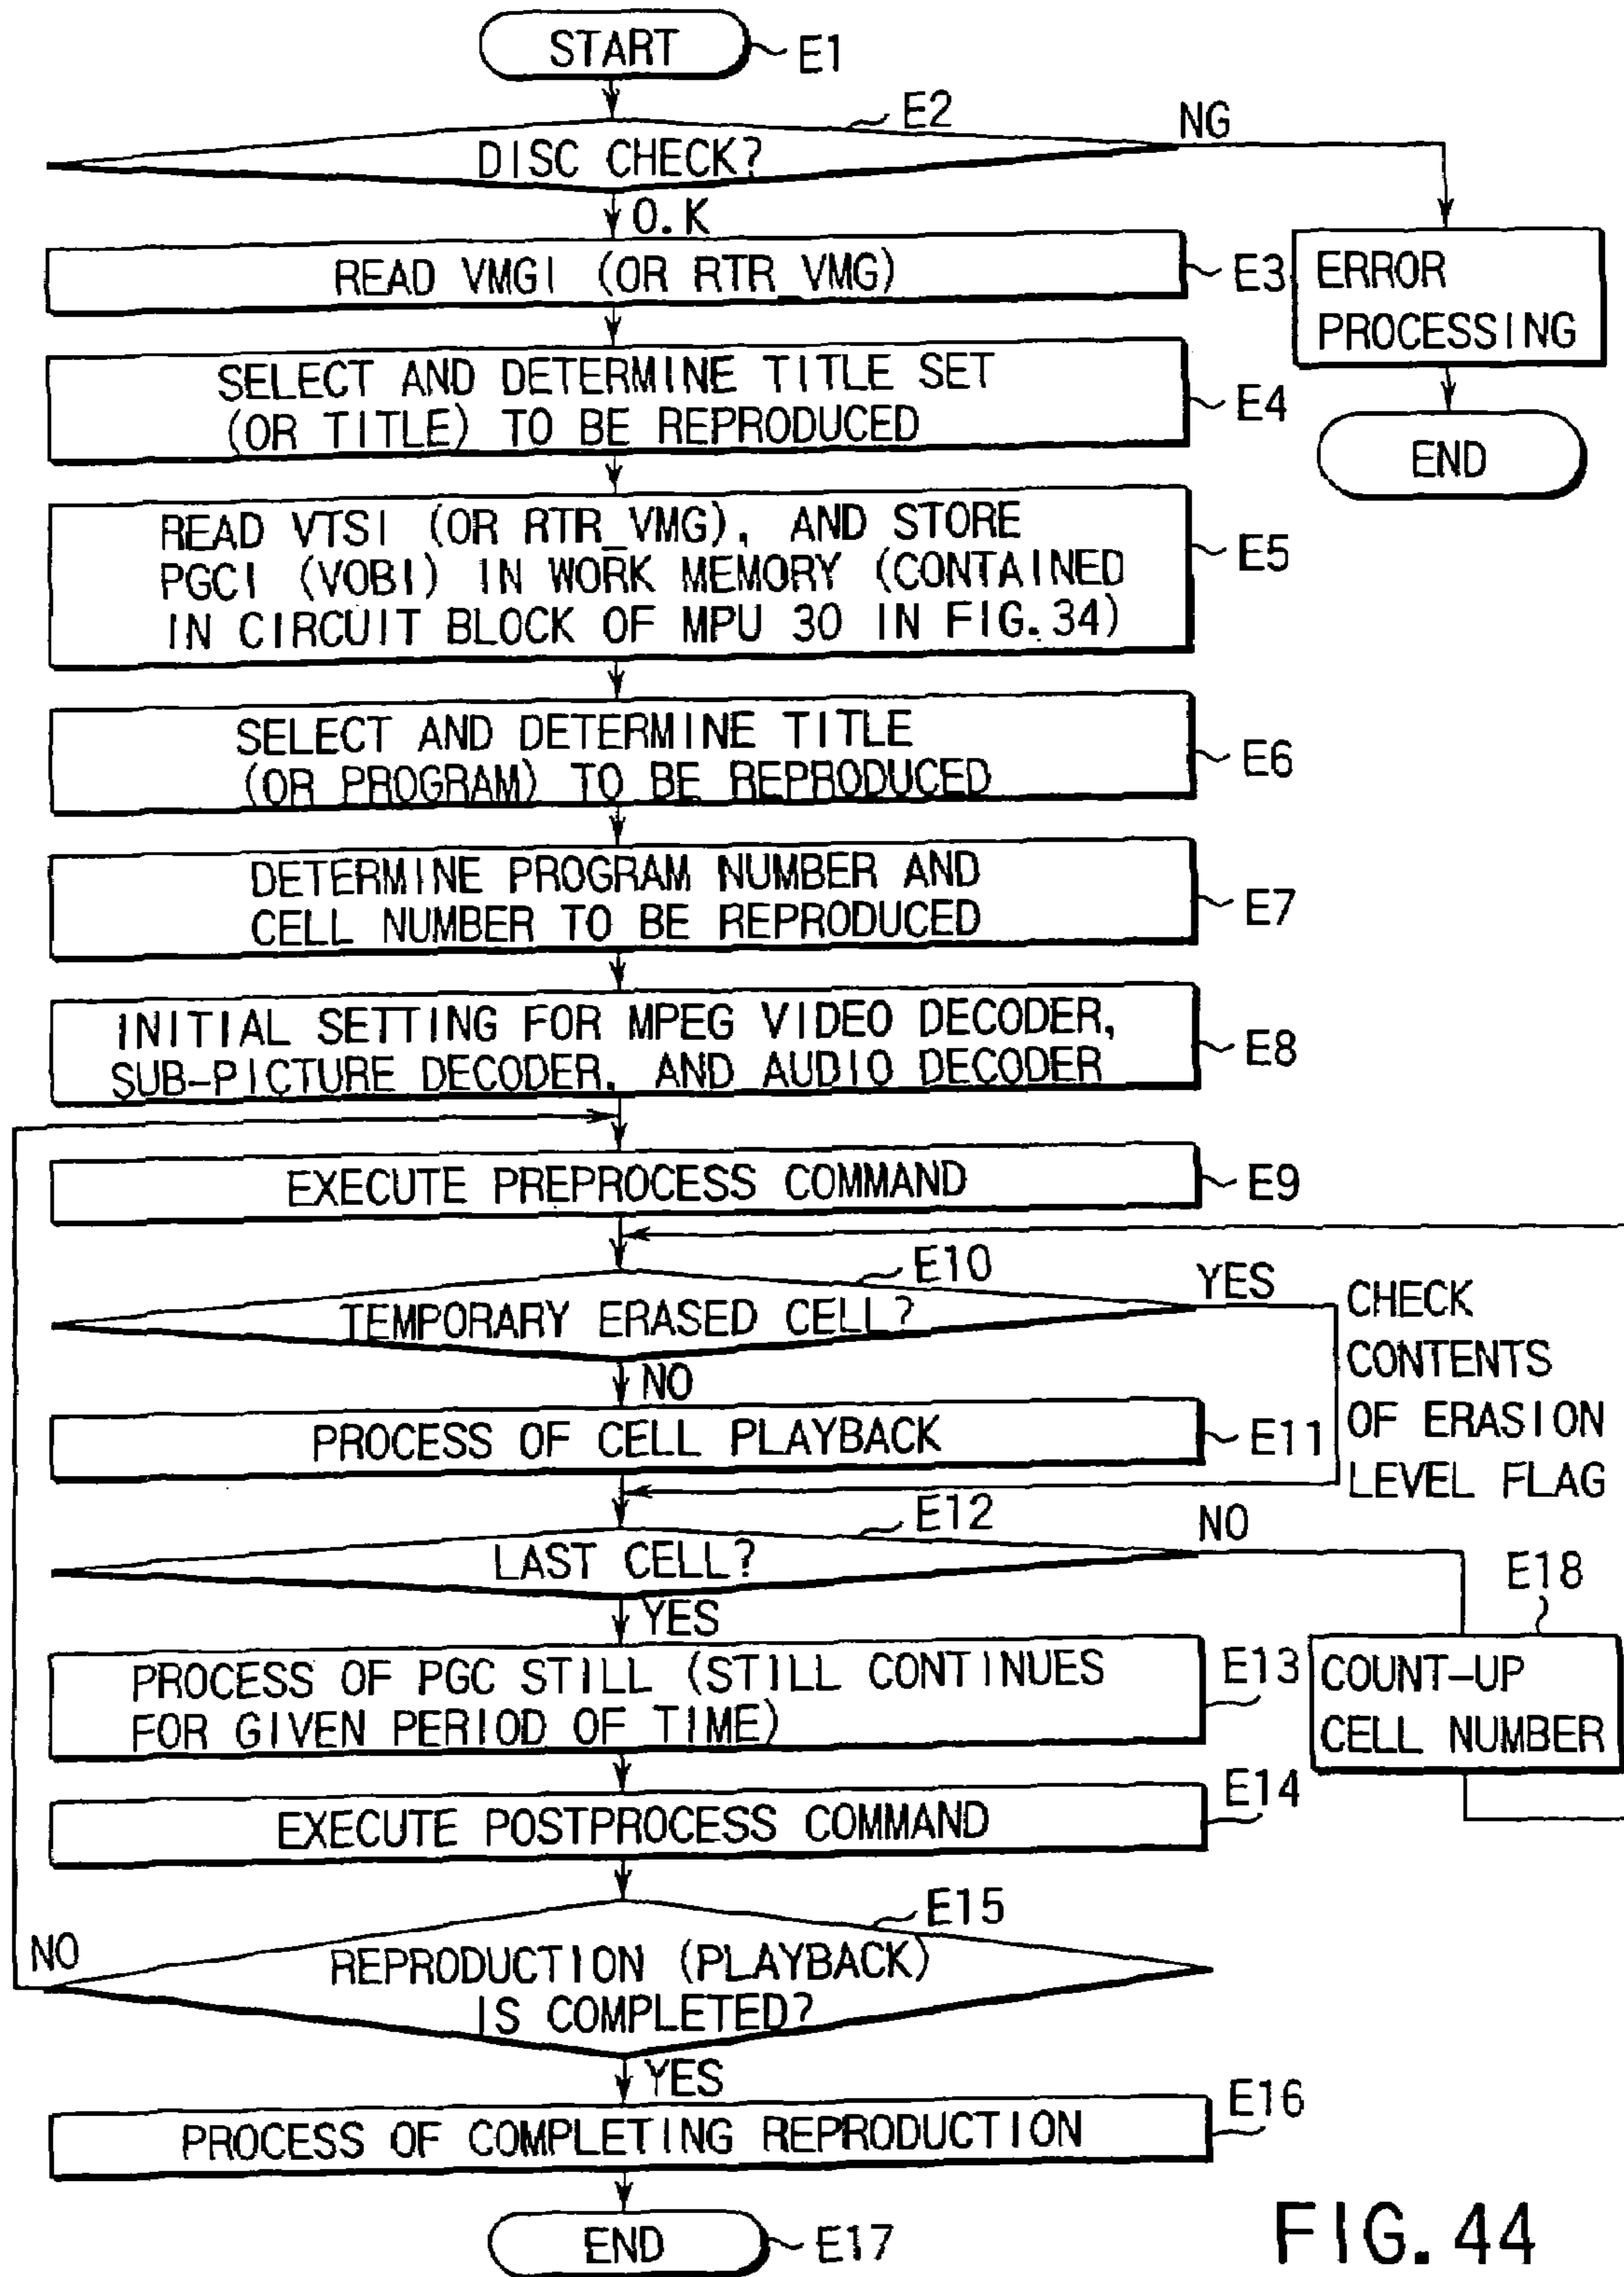 START
E1
E2
NG
DISC CHECK?
O.K
READ VMGI (OR RTR_VMG)
E3
ERROR
PROCESSING
END
SELECT AND DETERMINE TITLE SET
(OR TITLE) TO BE REPRODUCED
E4
READ VTSI (OR RTR_VMG), AND STORE
PGCI (VOBI) IN WORK MEMORY (CONTAINED
IN CIRCUIT BLOCK OF MPU 30 IN FIG.34)
E5
SELECT AND DETERMINE TITLE
(OR PROGRAM) TO BE REPRODUCED
E6
DETERMINE PROGRAM NUMBER AND
CELL NUMBER TO BE REPRODUCED
E7
INITIAL SETTING FOR MPEG VIDEO DECODER,
SUB-PICTURE DECODER, AND AUDIO DECODER
E8
EXECUTE PREPROCESS COMMAND
E9
E10
YES
TEMPORARY ERASED CELL?
NO
CHECK
CONTENTS
OF ERASION
LEVEL FLAG
PROCESS OF CELL PLAYBACK
E11
E12
NO
LAST CELL?
YES
E18
COUNT-UP
CELL NUMBER
PROCESS OF PGC STILL (STILL CONTINUES
FOR GIVEN PERIOD OF TIME)
E13
EXECUTE POSTPROCESS COMMAND
E14
E15
NO
REPRODUCTION (PLAYBACK)
IS COMPLETED?
YES
PROCESS OF COMPLETING REPRODUCTION
E16
END
E17
FIG. 44